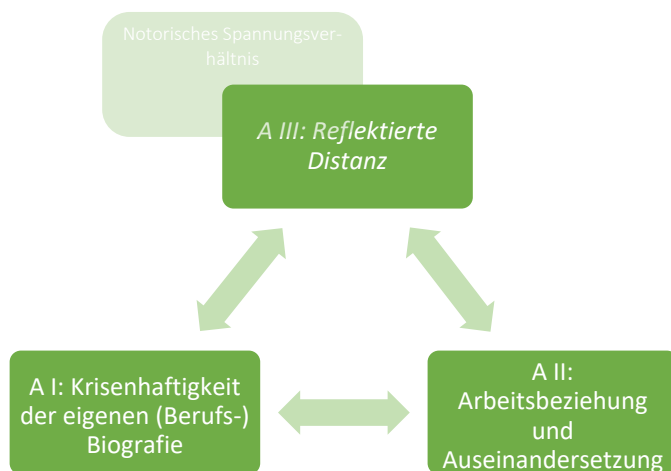 Notorisches Spannungsver-
hältnis
A III: Reflektierte
Distanz
A I: Krisenhaftigkeit
der eigenen (Berufs-)
Biografie
A II:
Arbeitsbeziehung
und
Auseinandersetzung